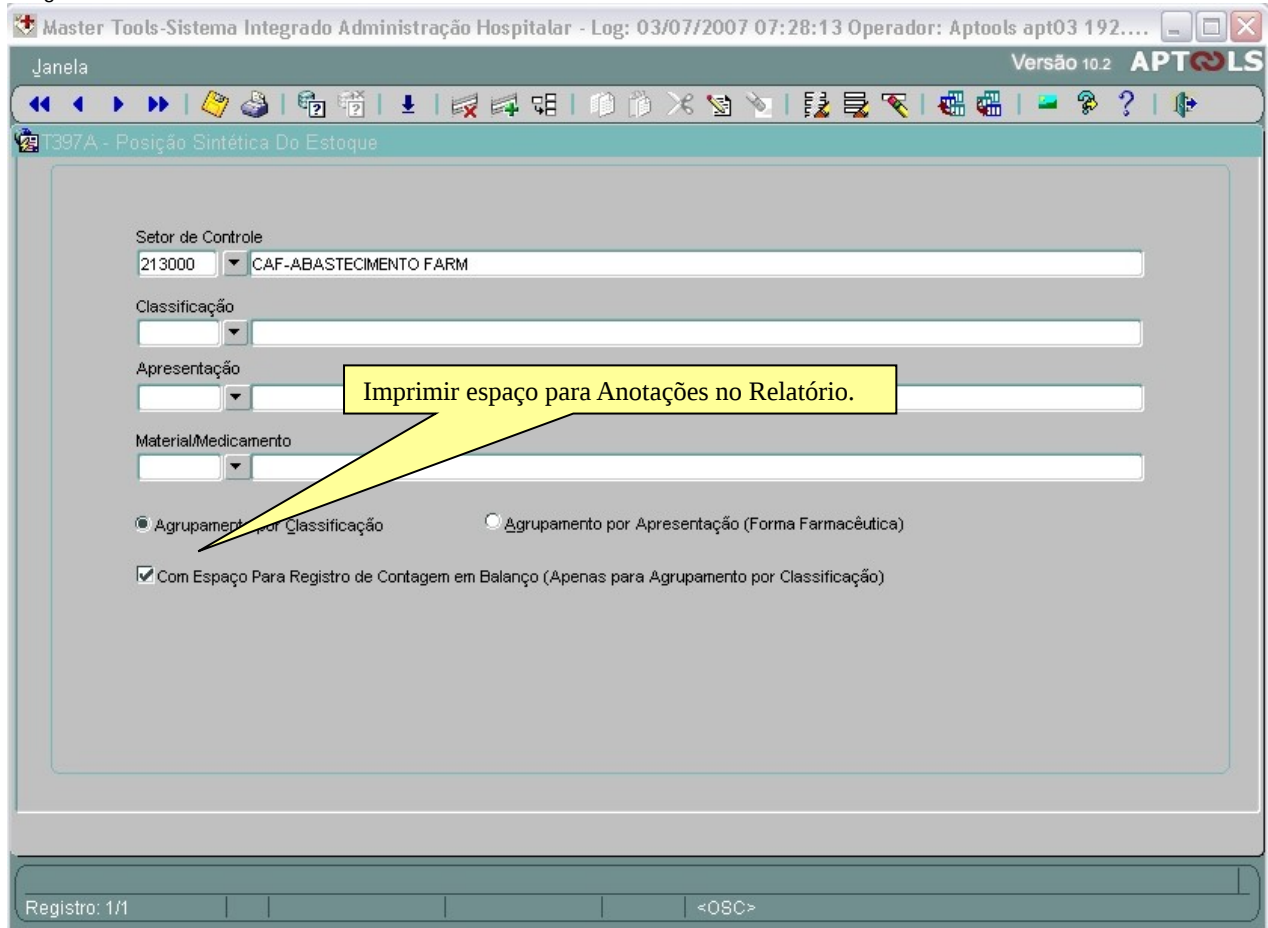 Master Tools-Sistema Integrado Administração Hospitalar - Log: 03/07/2007 07:28:13 Operador: Aptools apt03 192....
Janela
Versão 10.2 APTOOLS
T397A - Posição Sintética Do Estoque
Setor de Controle
213000 CAF-ABASTECIMENTO FARM
Classificação
Apresentação
Imprimir espaço para Anotações no Relatório.
Material/Medicamento
Agrupamento por Classificação Agrupamento por Apresentação (Forma Farmacêutica)
Com Espaço Para Registro de Contagem em Balanço (Apenas para Agrupamento por Classificação)
Registro: 1/1 <OSC>